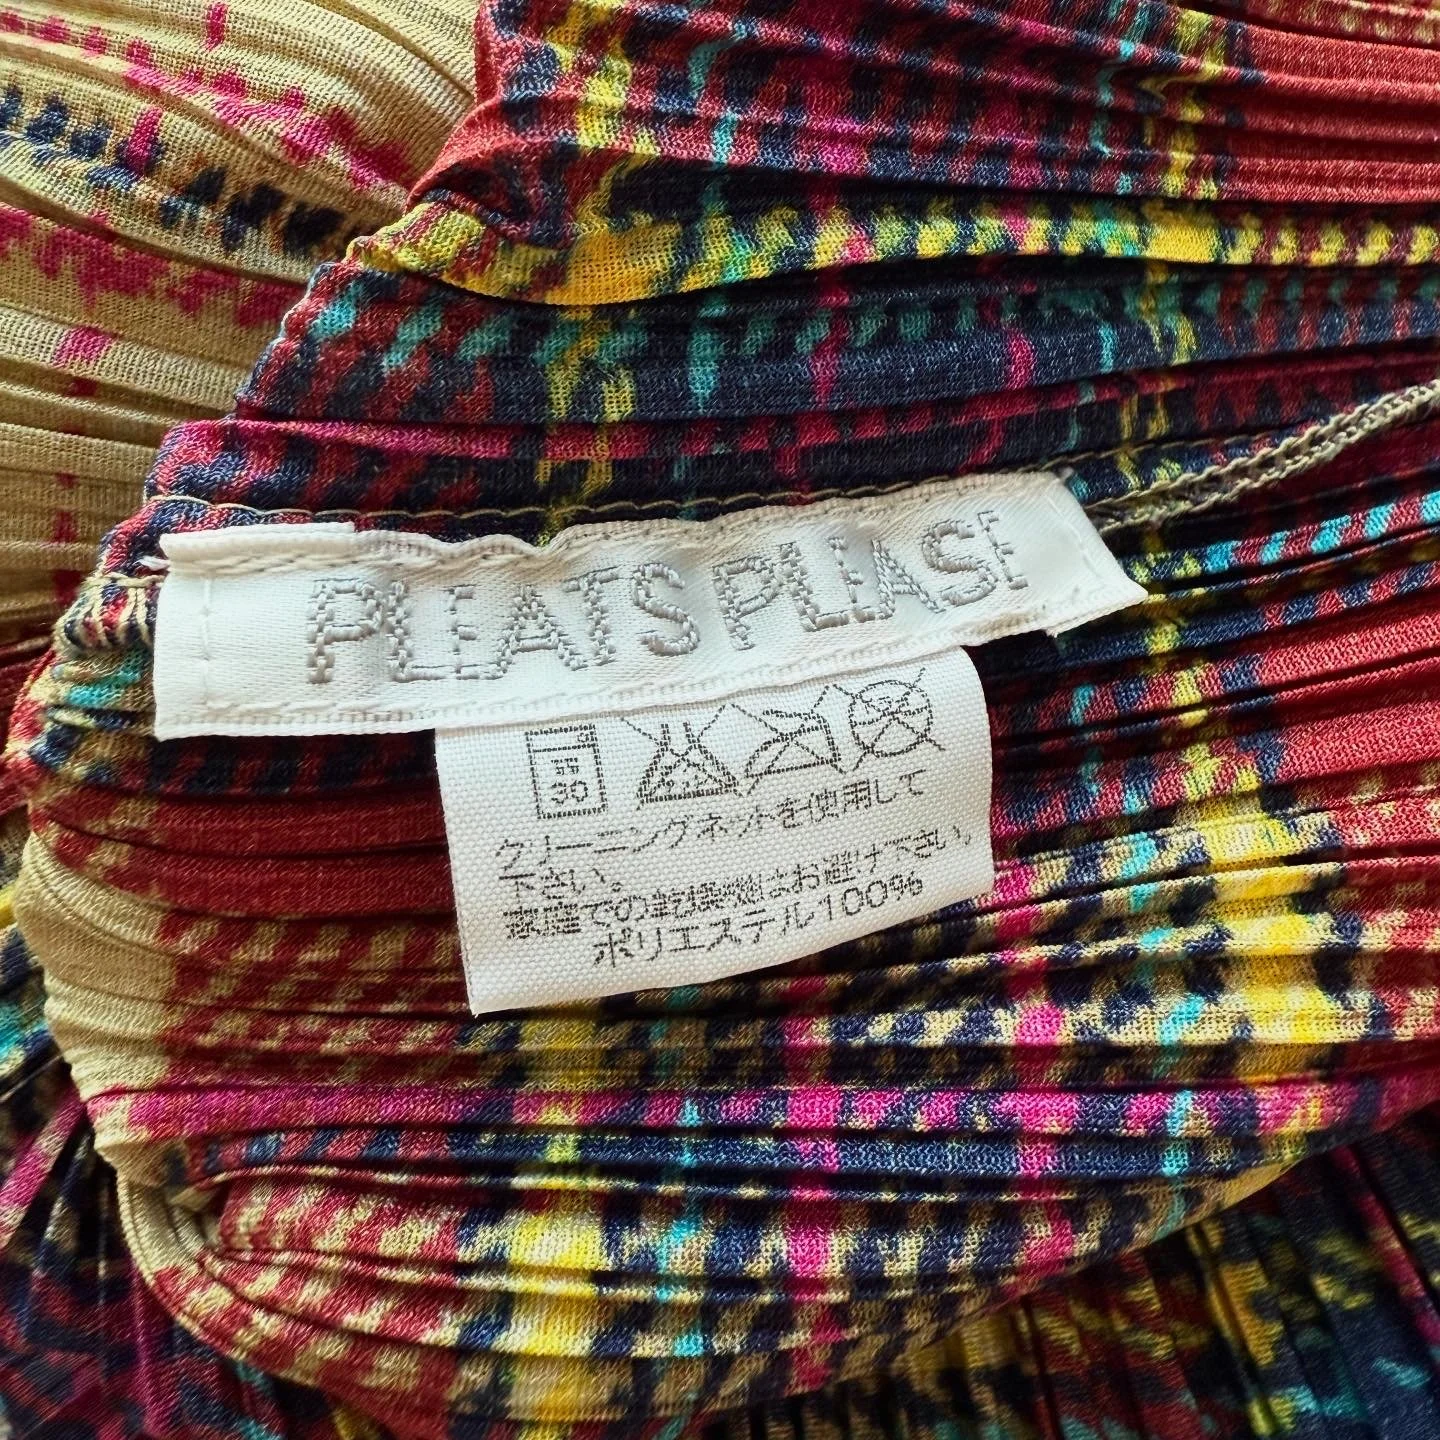 PLEATS PLEASE
クリーニングネットを使用して
下さい。
家庭での乾燥機はお避け下さい。
ポリエステル100%